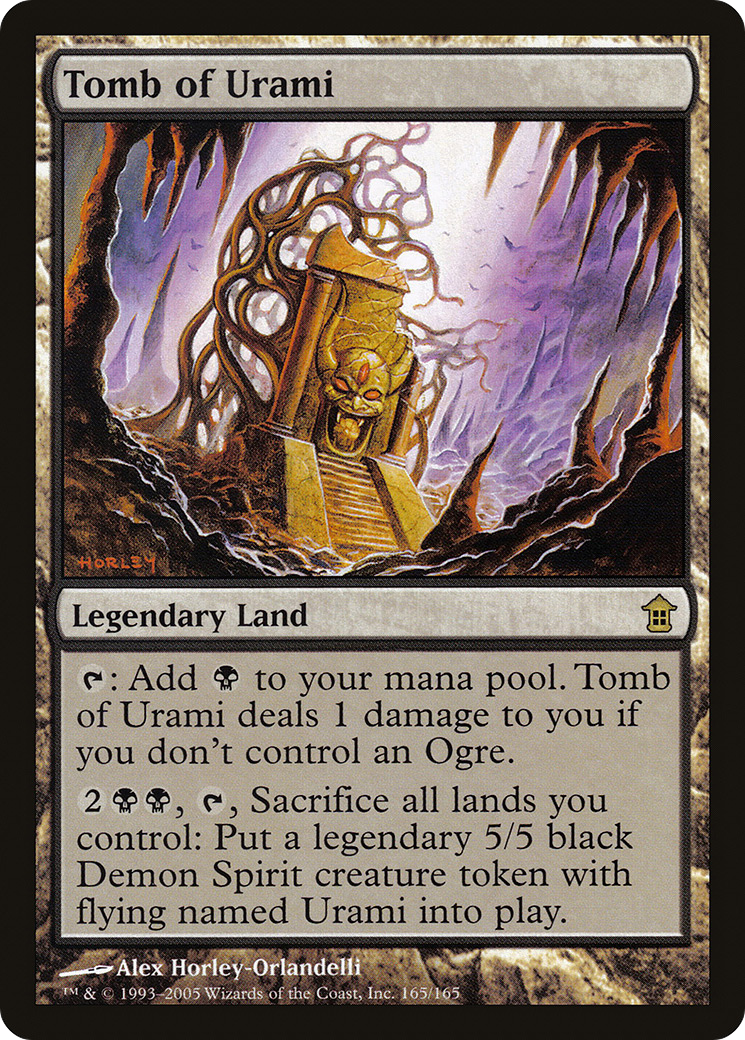 Tomb of Urami
HORLEY
Legendary Land
: Add to your mana pool. Tomb
of Urami deals 1 damage to you if
you don't control an Ogre.
2 , , Sacrifice all lands you
control: Put a legendary 5/5 black
Demon Spirit creature token with
flying named Urami into play.
Alex Horley-Orlandelli
™ & © 1993–2005 Wizards of the Coast, Inc. 165/165